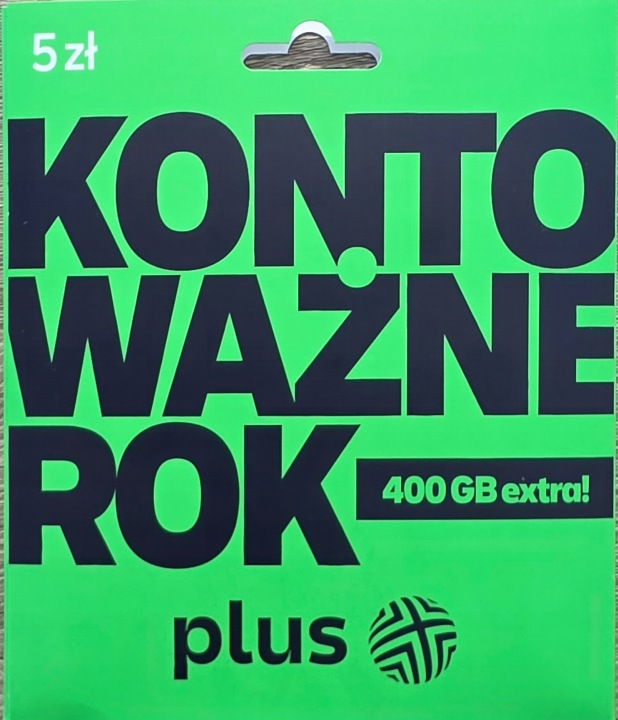 5 zł
KONTO
WAŻNE
ROK
400 GB extra!
plus